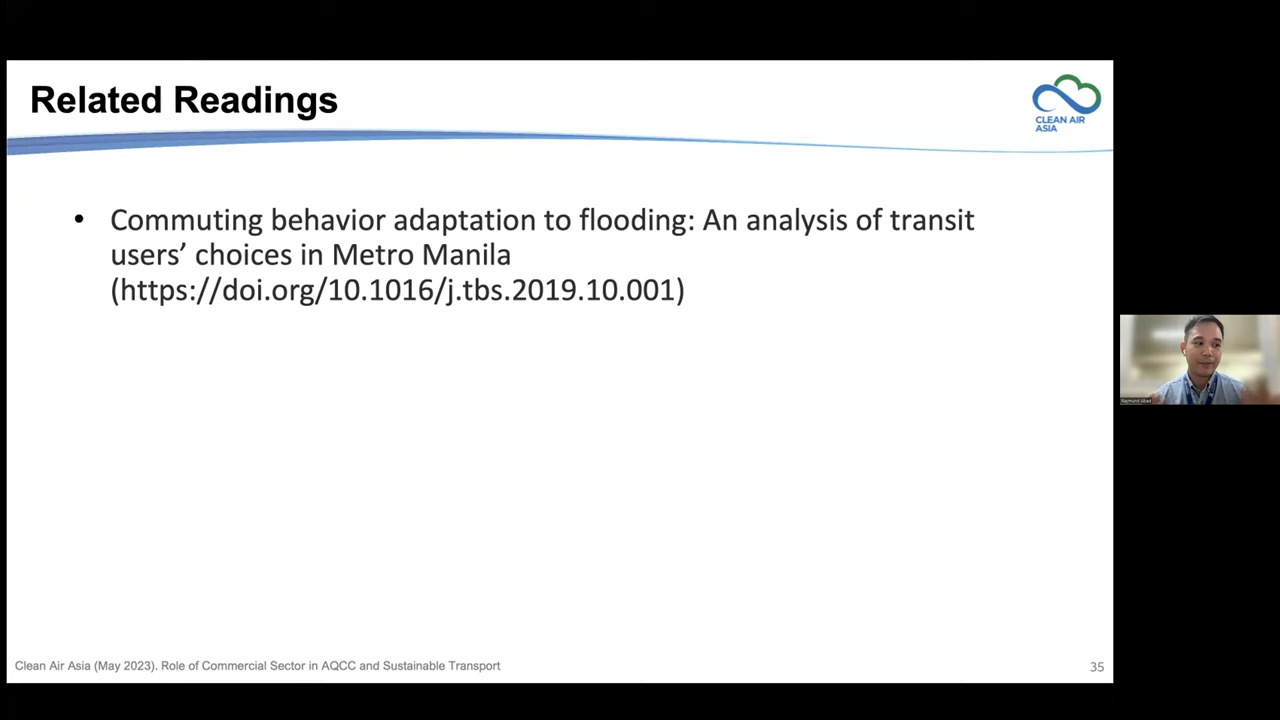 Related Readings
CLEAN AIR
ASIA
• Commuting behavior adaptation to flooding: An analysis of transit
users’ choices in Metro Manila
(https://doi.org/10.1016/j.tbs.2019.10.001)
Raymund Abad
Clean Air Asia (May 2023). Role of Commercial Sector in AQCC and Sustainable Transport
35